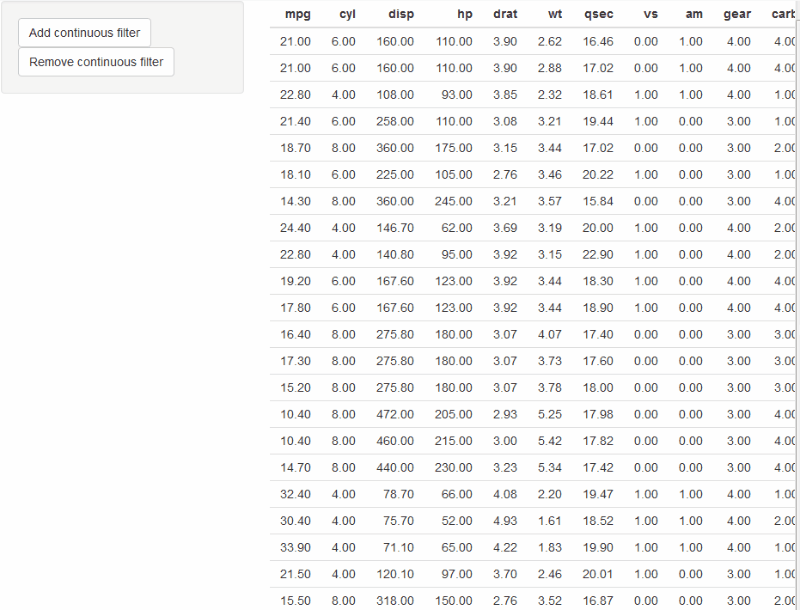 Add continuous filter
Remove continuous filter
mpg cyl disp hp drat wt qsec vs am gear carb
21.00 6.00 160.00 110.00 3.90 2.62 16.46 0.00 1.00 4.00 4.00
21.00 6.00 160.00 110.00 3.90 2.88 17.02 0.00 1.00 4.00 4.00
22.80 4.00 108.00 93.00 3.85 2.32 18.61 1.00 1.00 4.00 1.00
21.40 6.00 258.00 110.00 3.08 3.21 19.44 1.00 0.00 3.00 1.00
18.70 8.00 360.00 175.00 3.15 3.44 17.02 0.00 0.00 3.00 2.00
18.10 6.00 225.00 105.00 2.76 3.46 20.22 1.00 0.00 3.00 1.00
14.30 8.00 360.00 245.00 3.21 3.57 15.84 0.00 0.00 3.00 4.00
24.40 4.00 146.70 62.00 3.69 3.19 20.00 1.00 0.00 4.00 2.00
22.80 4.00 140.80 95.00 3.92 3.15 22.90 1.00 0.00 4.00 2.00
19.20 6.00 167.60 123.00 3.92 3.44 18.30 1.00 0.00 4.00 4.00
17.80 6.00 167.60 123.00 3.92 3.44 18.90 1.00 0.00 4.00 4.00
16.40 8.00 275.80 180.00 3.07 4.07 17.40 0.00 0.00 3.00 3.00
17.30 8.00 275.80 180.00 3.07 3.73 17.60 0.00 0.00 3.00 3.00
15.20 8.00 275.80 180.00 3.07 3.78 18.00 0.00 0.00 3.00 3.00
10.40 8.00 472.00 205.00 2.93 5.25 17.98 0.00 0.00 3.00 4.00
10.40 8.00 460.00 215.00 3.00 5.42 17.82 0.00 0.00 3.00 4.00
14.70 8.00 440.00 230.00 3.23 5.34 17.42 0.00 0.00 3.00 4.00
32.40 4.00 78.70 66.00 4.08 2.20 19.47 1.00 1.00 4.00 1.00
30.40 4.00 75.70 52.00 4.93 1.61 18.52 1.00 1.00 4.00 2.00
33.90 4.00 71.10 65.00 4.22 1.83 19.90 1.00 1.00 4.00 1.00
21.50 4.00 120.10 97.00 3.70 2.46 20.01 1.00 0.00 3.00 1.00
15.50 8.00 318.00 150.00 2.76 3.52 16.87 0.00 0.00 3.00 2.00